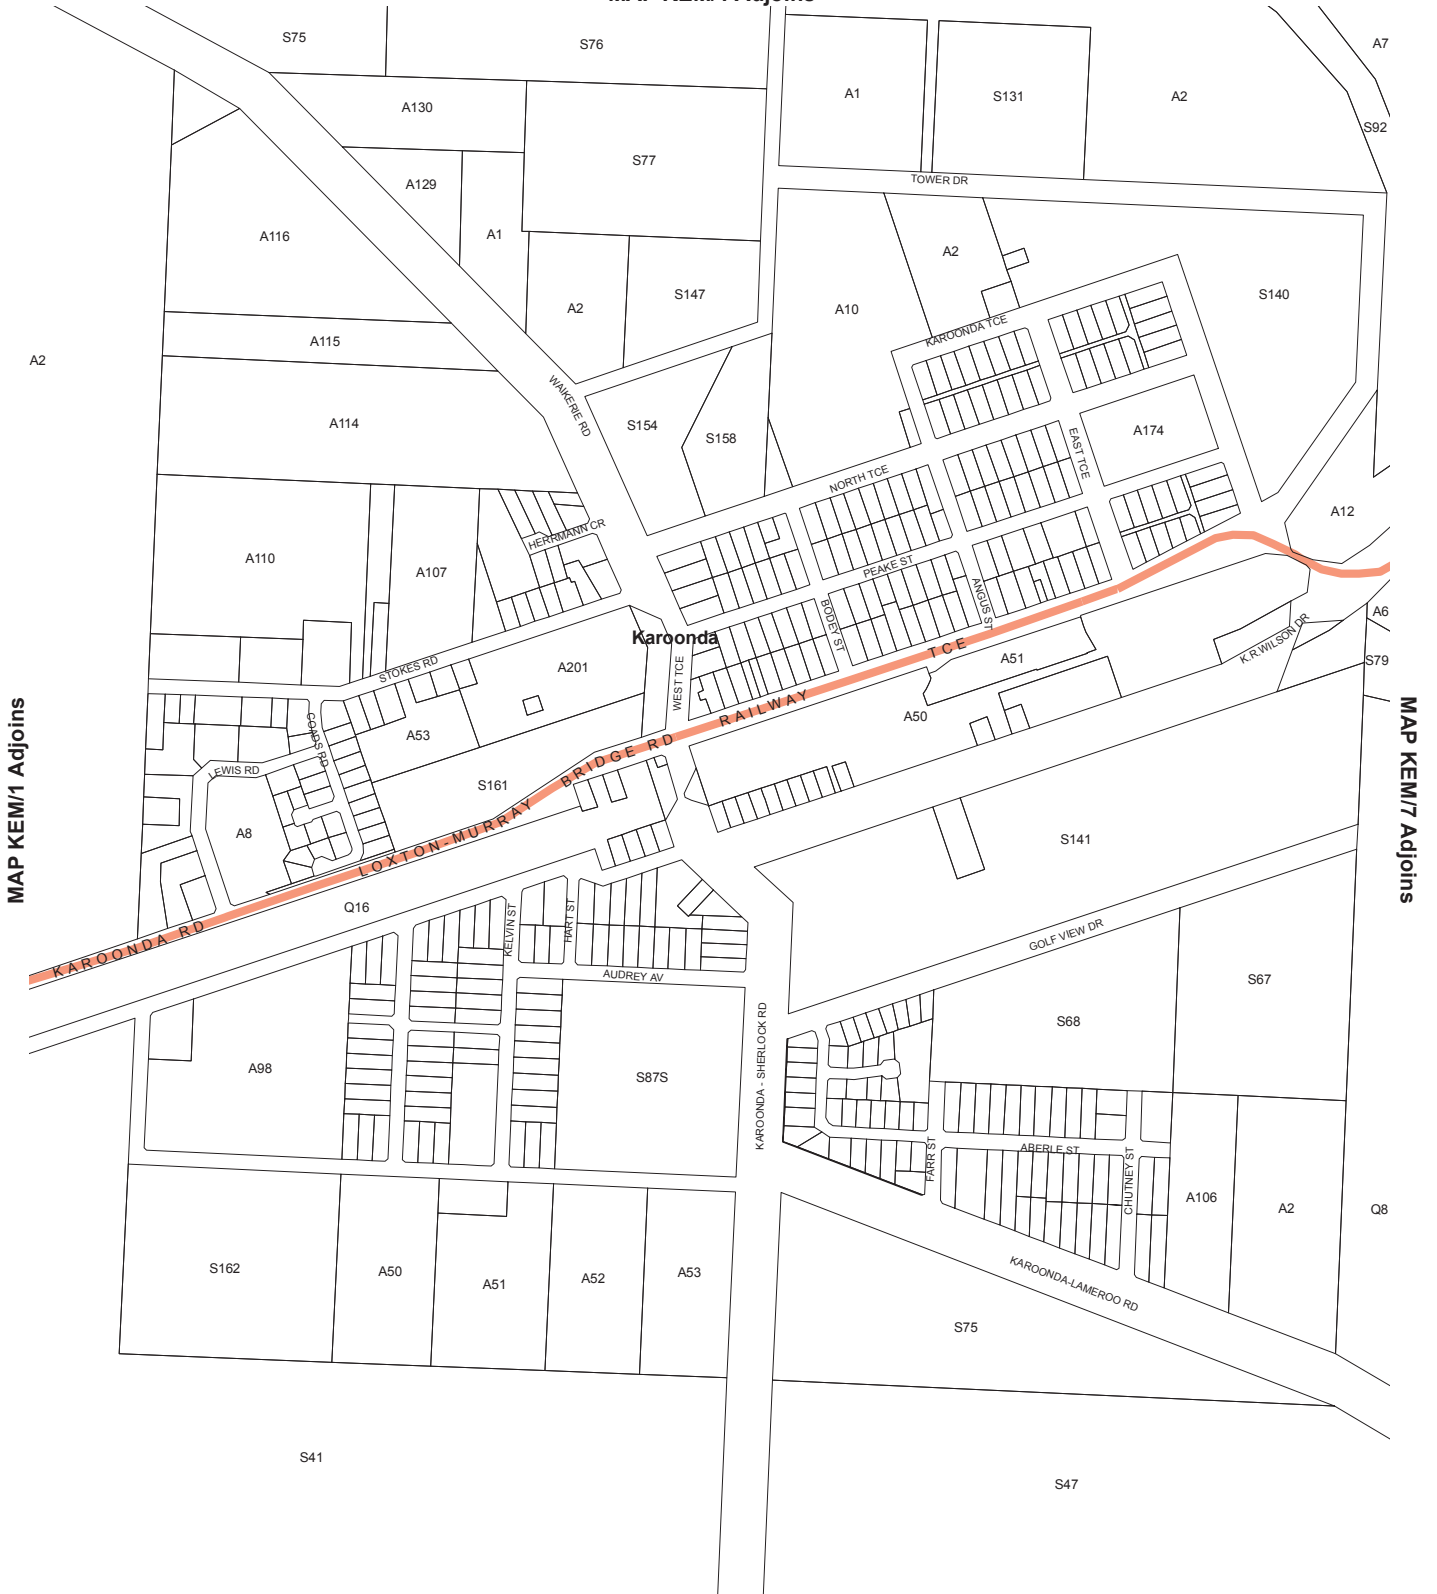 S75
S76
A7
A1
S131
A2
A130
S92
S77
A129
TOWER DR
A116
A1
A2
S147
A2
S140
A10
KAROONDA TCE
A115
A2
WAIKERIE RD
A114
S154
S158
A174
EAST TCE
NORTH TCE
A12
HERRMANN CR
A110
A107
PEAKE ST
ANGUS ST
BODEY ST
A6
K.R.WILSON DR
Karoonda
TCE
A51
S79
STOKES RD
A201
WEST TCE
RAILWAY
A50
COADS RD
A53
BRIDGE RD
MAP KEM/1 Adjoins
MAP KEM/7 Adjoins
LEWIS RD
S161
LOXTON-MURRAY
A8
S141
Q16
KELVIN ST
HART ST
KAROONDA RD
GOLF VIEW DR
AUDREY AV
S67
S68
KAROONDA - SHERLOCK RD
A98
S87S
ABERLE ST
FARR ST
CHUTNEY ST
A106
A2
Q8
S162
A50
A51
A52
A53
KAROONDA-LAMEROO RD
S75
S41
S47